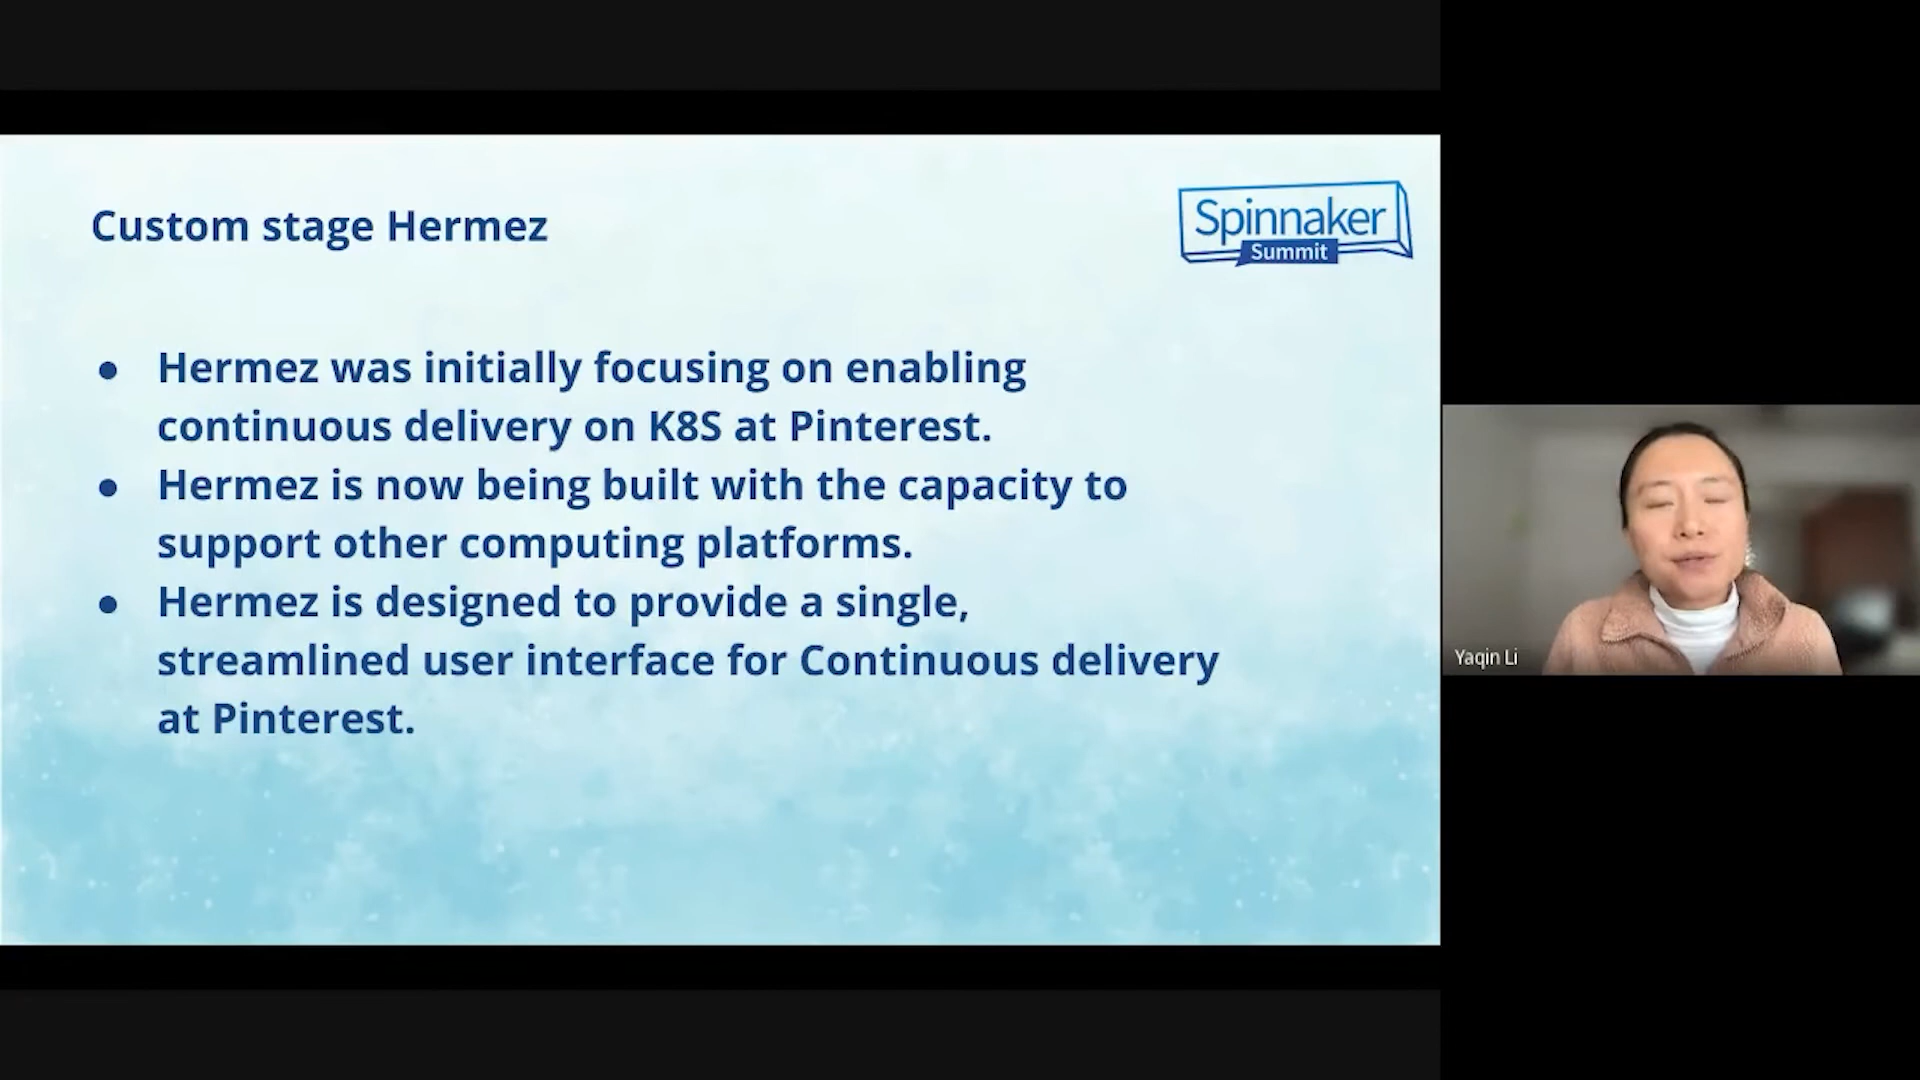 Custom stage Hermez
Spinnaker
Summit
● Hermez was initially focusing on enabling
continuous delivery on K8S at Pinterest.
● Hermez is now being built with the capacity to
support other computing platforms.
● Hermez is designed to provide a single,
streamlined user interface for Continuous delivery
at Pinterest.
Yaqin Li